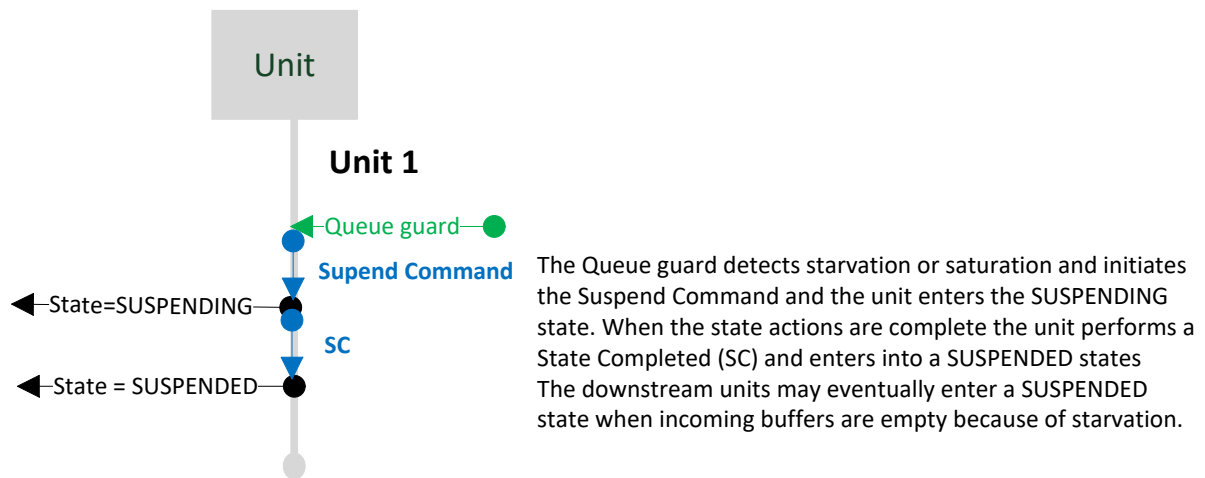 Unit
Unit 1
Queue guard
Supend Command
State=SUSPENDING
SC
State = SUSPENDED
The Queue guard detects starvation or saturation and initiates
the Suspend Command and the unit enters the SUSPENDING
state. When the state actions are complete the unit performs a
State Completed (SC) and enters into a SUSPENDED states
The downstream units may eventually enter a SUSPENDED
state when incoming buffers are empty because of starvation.